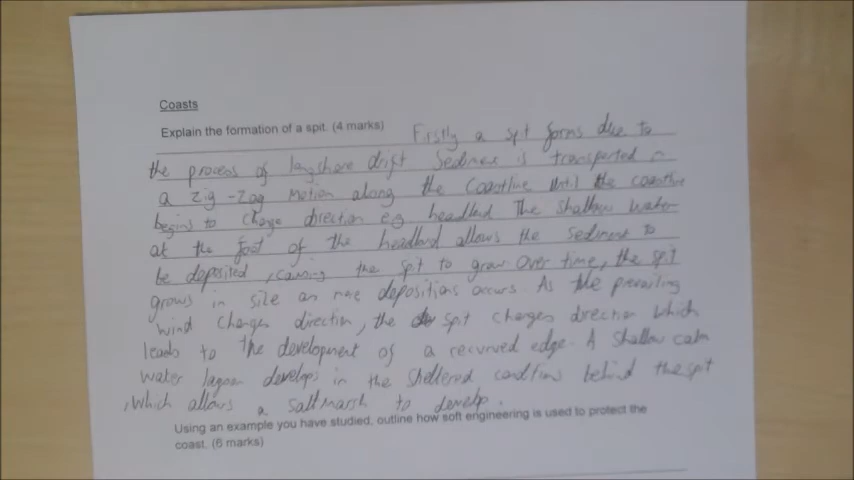 Coasts
Explain the formation of a spit. (4 marks) Firstly a spit forms due to
the process of longshore drift Sediment is transported in
a zig-zag motion along the coastline until the coastline
begins to change direction e.g headland The shallow water
at the foot of the headland allows the sediment to
be deposited, causing the spit to grow over time, the spit
grows in size as more depositions occurs. As the prevailing
wind changes direction, the spit changes direction which
leads to the development of a recurved edge. A shallow calm
water lagoon develops in the sheltered conditions behind the spit
, which allows a saltmarsh to develop.
Using an example you have studied, outline how soft engineering is used to protect the
coast. (6 marks)